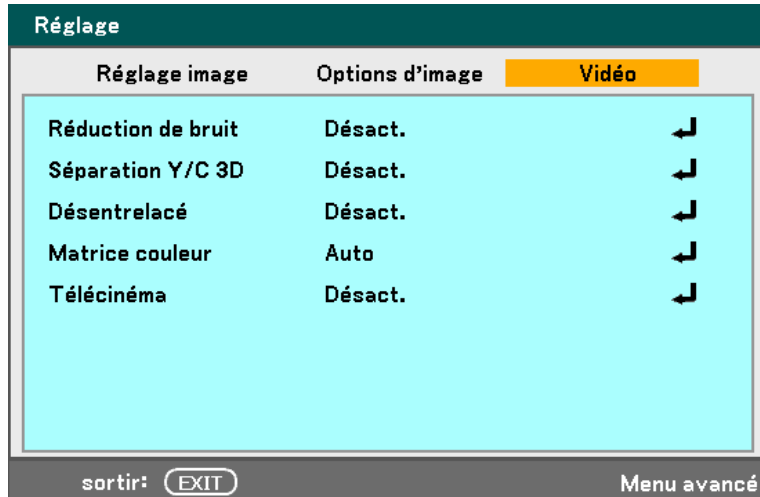 Réglage
Réglage image Options d'image Vidéo
Réduction de bruit Désact.
Séparation Y/C 3D Désact.
Désentrelacé Désact.
Matrice couleur Auto
Télécinéma Désact.
sortir: EXIT Menu avancé